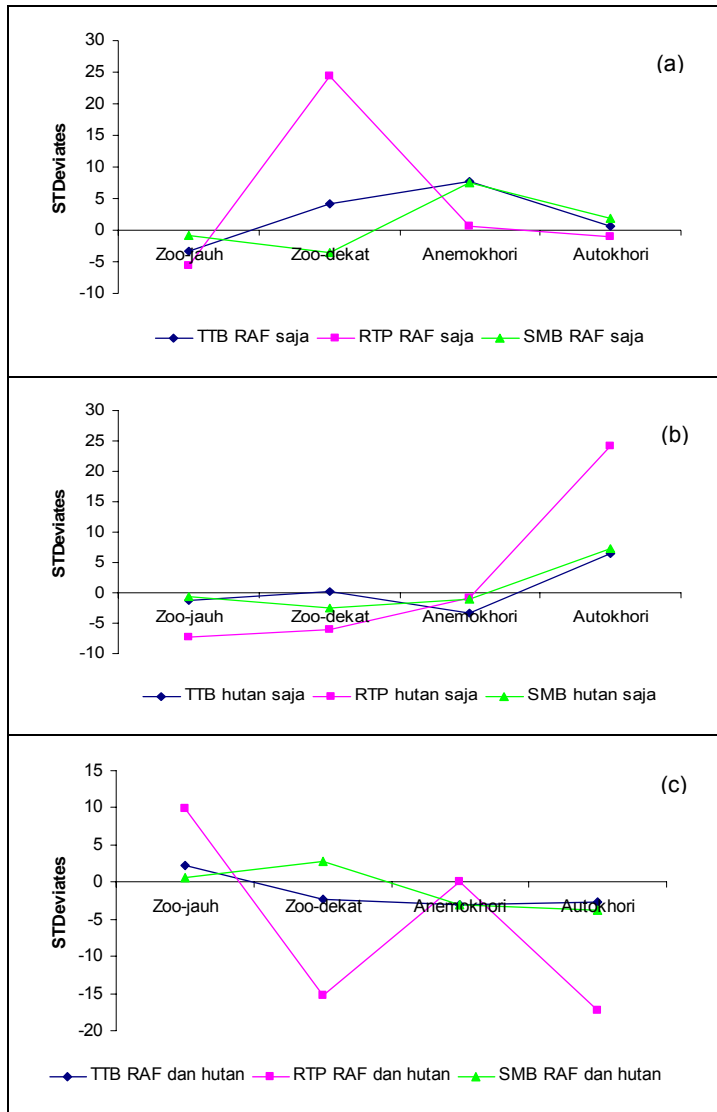 (a)
STDeviates
30
25
20
15
10
5
0
-5
-10
Zoo-jauh Zoo-dekat Anemokhori Autokhori
TTB RAF saja RTP RAF saja SMB RAF saja
(b)
STDeviates
30
25
20
15
10
5
0
-5
-10
Zoo-jauh Zoo-dekat Anemokhori Autokhori
TTB hutan saja RTP hutan saja SMB hutan saja
(c)
STDeviates
15
10
5
0
-5
-10
-15
-20
Zoo-jauh Zoo-dekat Anemokhori Autokhori
TTB RAF dan hutan RTP RAF dan hutan SMB RAF dan hutan